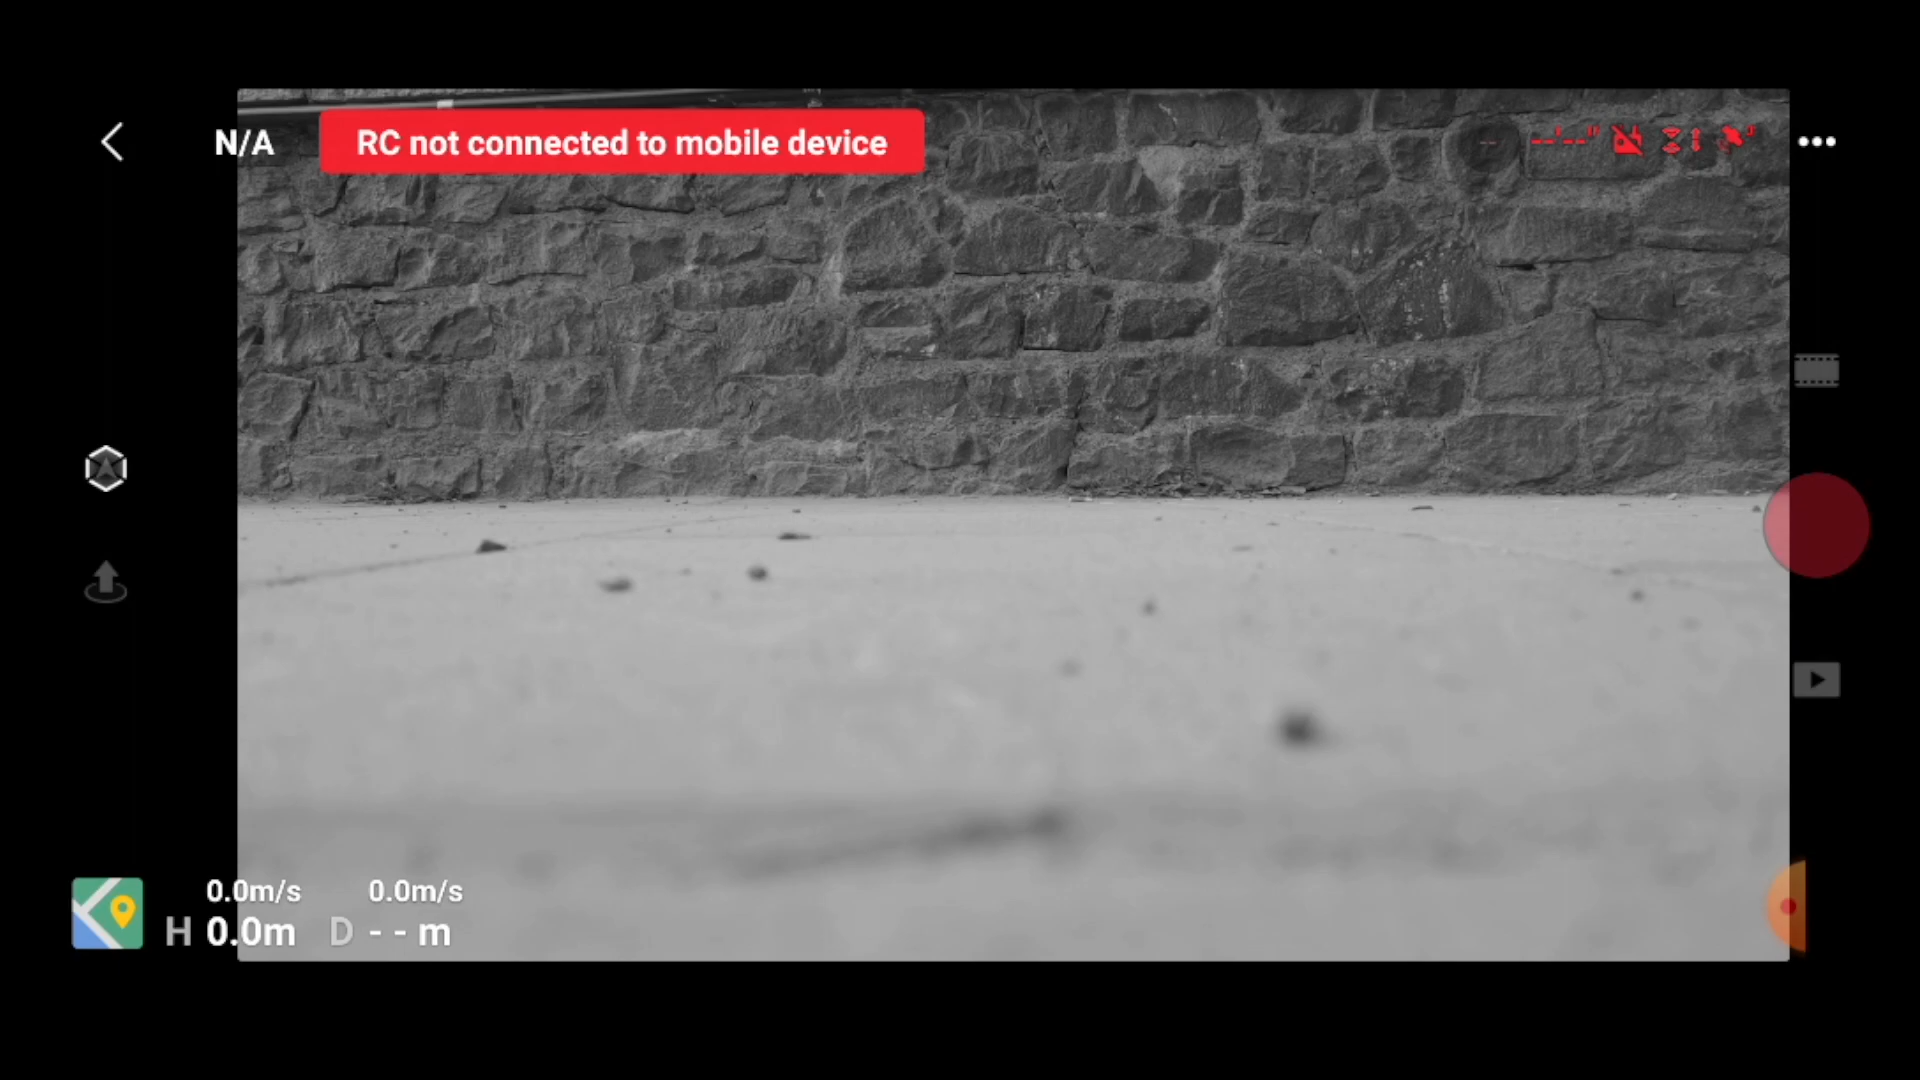 N/A
RC not connected to mobile device
-- --'--"
0.0m/s 0.0m/s
H 0.0m D - - m